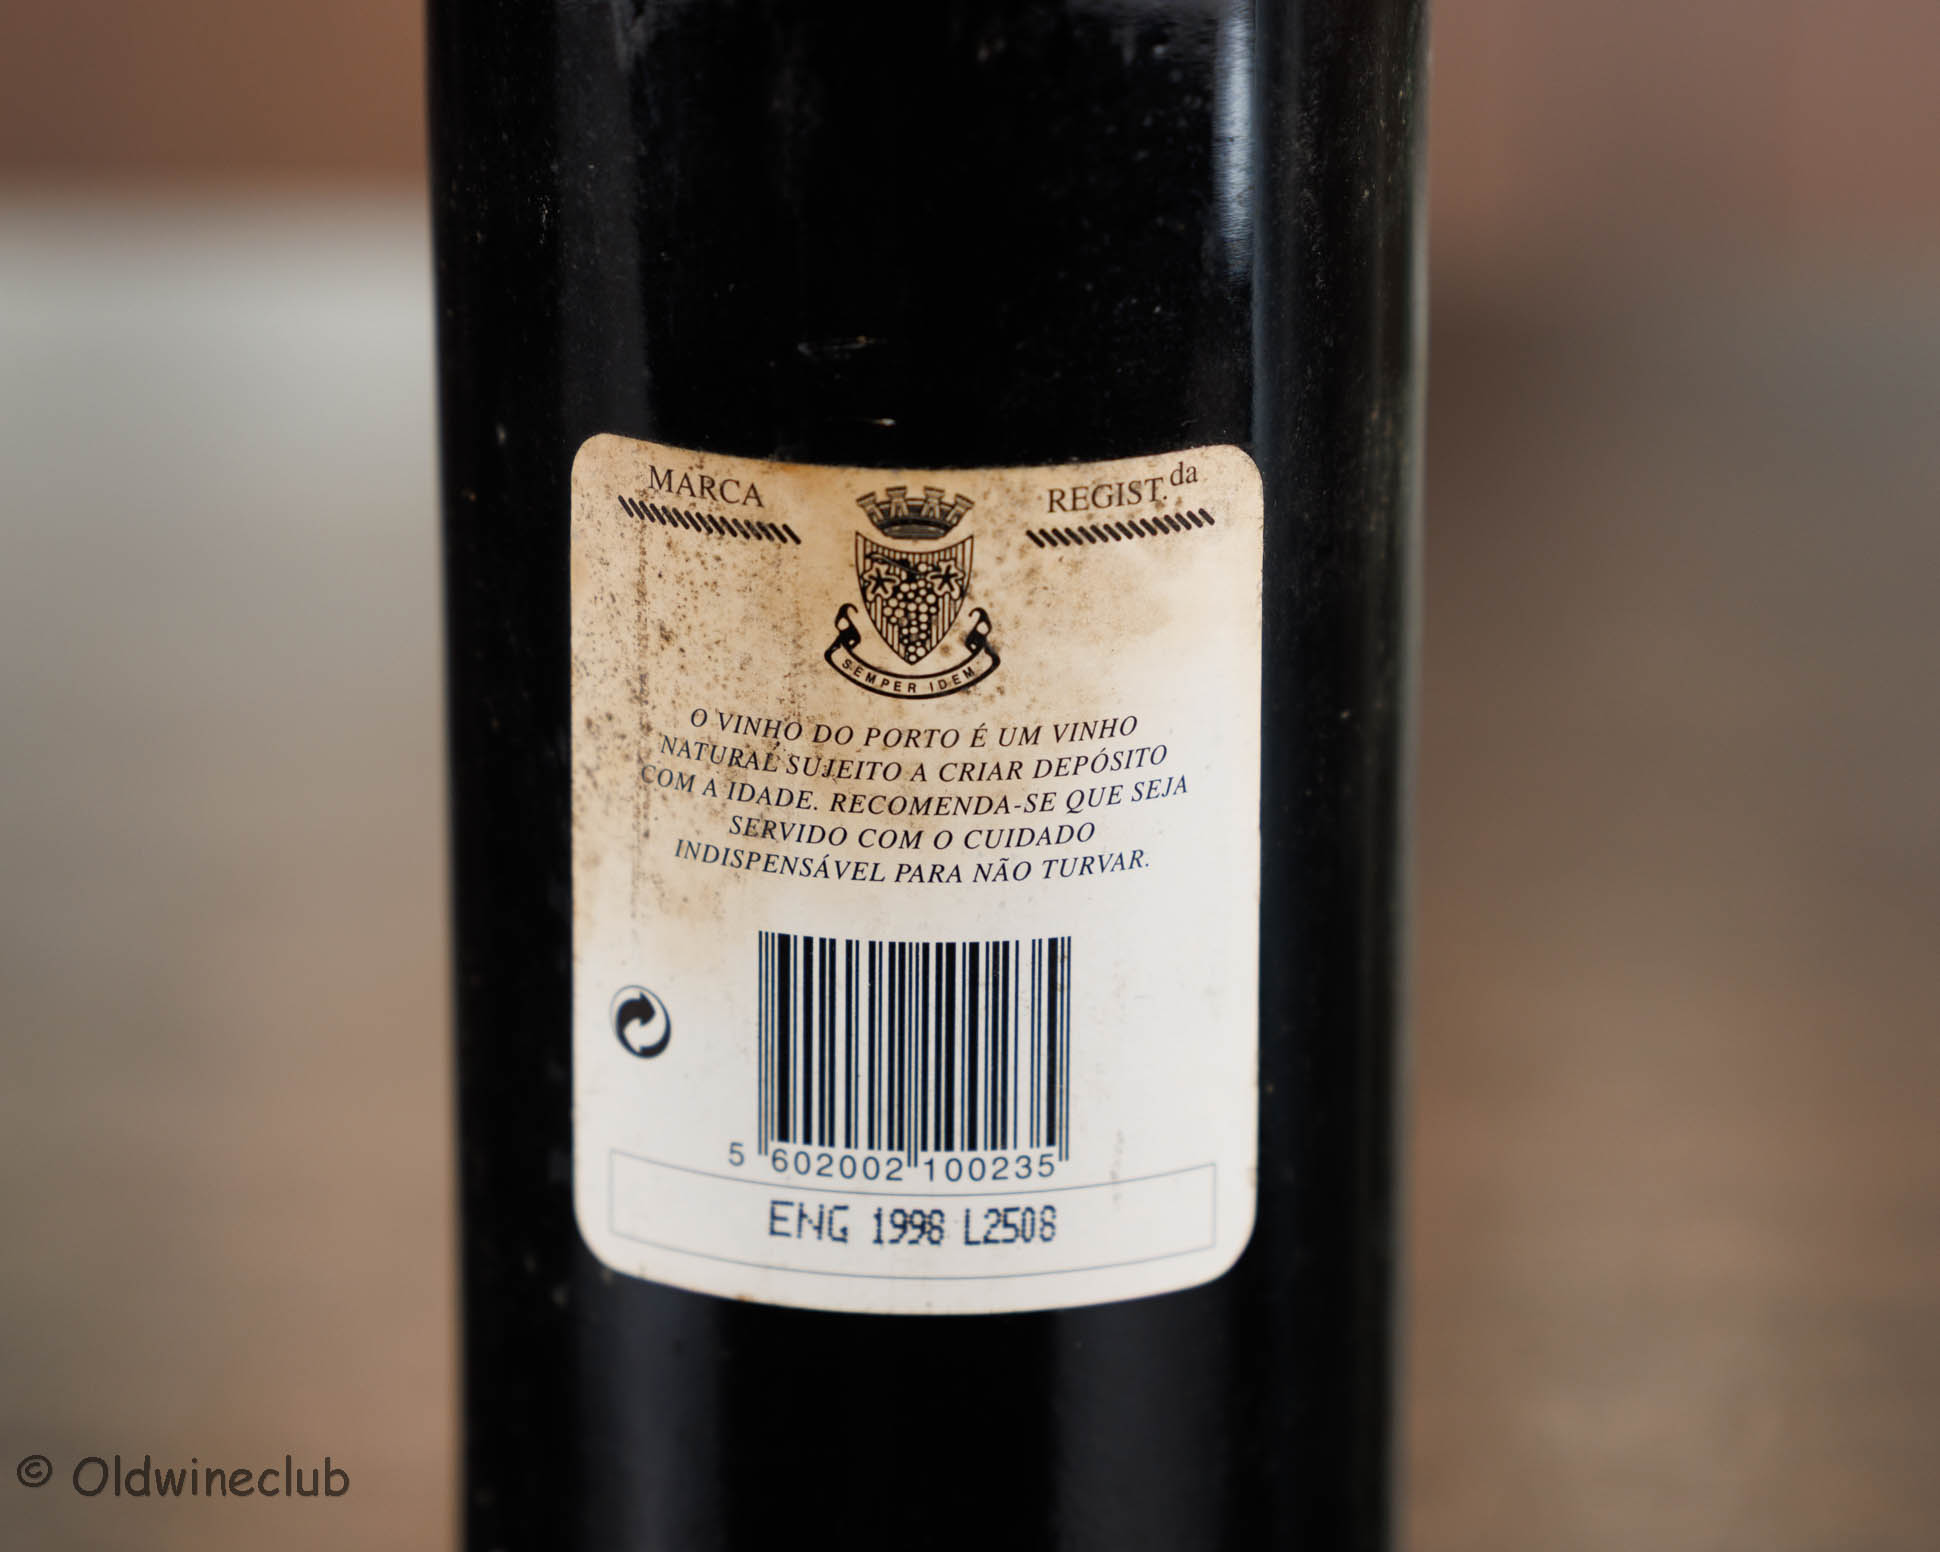 MARCA REGIST.da
SEMPER IDEM
O VINHO DO PORTO É UM VINHO
NATURAL SUJEITO A CRIAR DEPÓSITO
COM A IDADE. RECOMENDA-SE QUE SEJA
SERVIDO COM O CUIDADO
INDISPENSÁVEL PARA NÃO TURVAR.
5 602002 100235
ENG 1998 L2508
© Oldwineclub